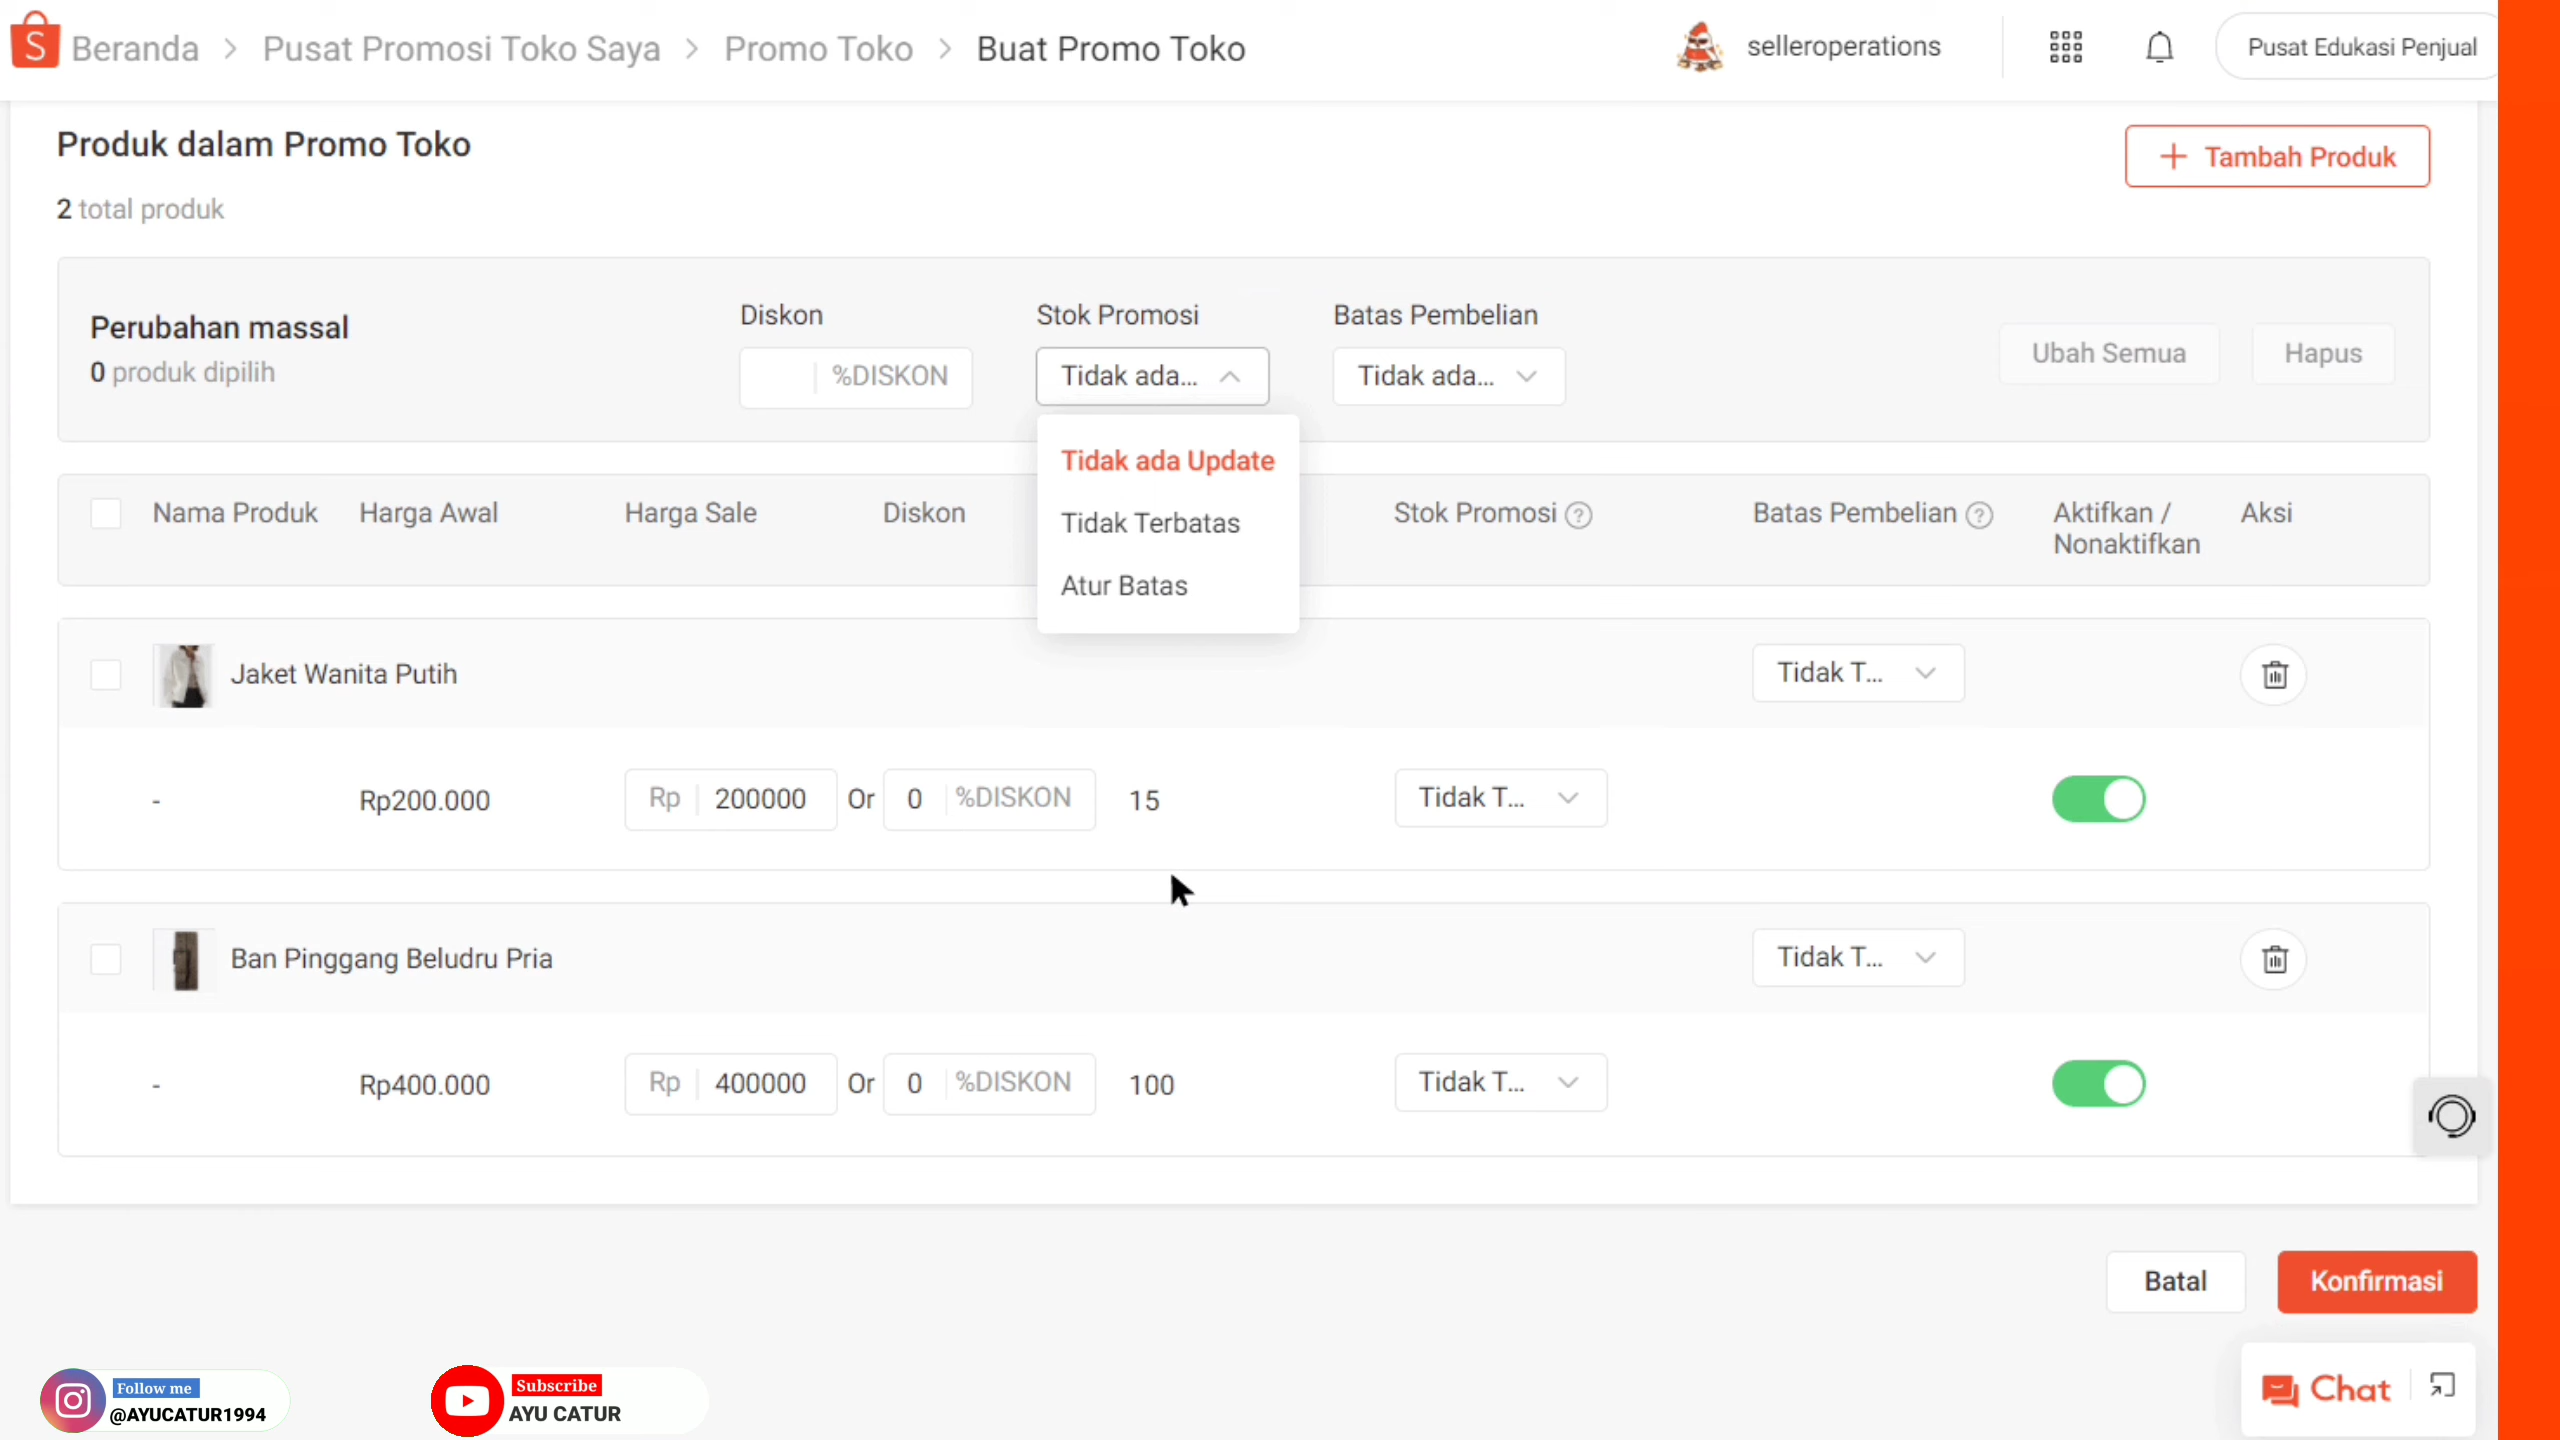 S Beranda > Pusat Promosi Toko Saya > Promo Toko > Buat Promo Toko selleroperations Pusat Edukasi Penjual
Produk dalam Promo Toko
+ Tambah Produk
2 total produk
Perubahan massal
0 produk dipilih
Diskon Stok Promosi Batas Pembelian
%DISKON Tidak ada... Tidak ada... Ubah Semua Hapus
Tidak ada Update
Tidak Terbatas
Atur Batas
Nama Produk Harga Awal Harga Sale Diskon Stok Promosi ? Batas Pembelian ? Aktifkan / Aksi
Nonaktifkan
Jaket Wanita Putih Tidak T...
- Rp200.000 Rp 200000 Or 0 %DISKON 15 Tidak T...
Ban Pinggang Beludru Pria Tidak T...
- Rp400.000 Rp 400000 Or 0 %DISKON 100 Tidak T...
Batal Konfirmasi
Chat
Follow me
@AYUCATUR1994
Subscribe
AYU CATUR